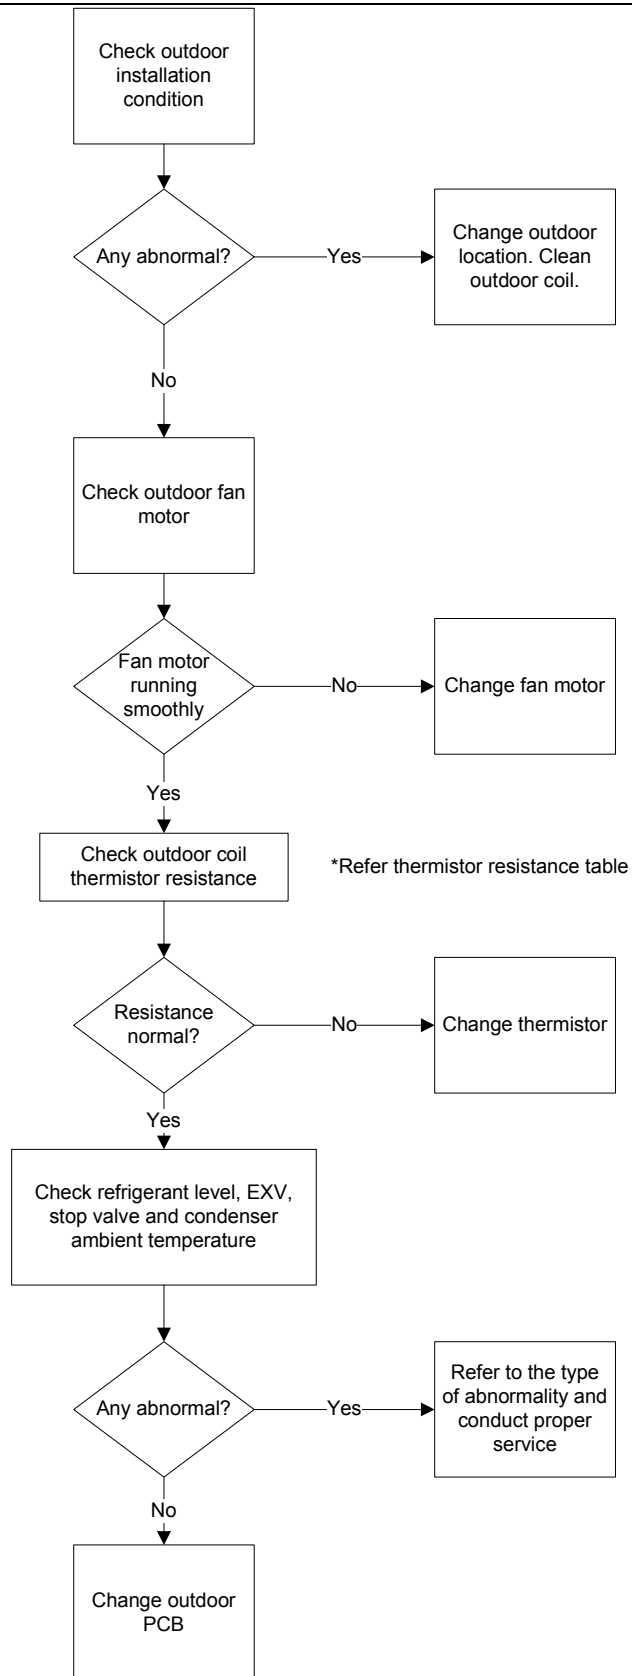 Check outdoor
installation
condition
Any abnormal?
Yes
Change outdoor
location. Clean
outdoor coil.
No
Check outdoor fan
motor
Fan motor
running
smoothly
No
Change fan motor
Yes
Check outdoor coil
thermistor resistance
*Refer thermistor resistance table
Resistance
normal?
No
Change thermistor
Yes
Check refrigerant level, EXV,
stop valve and condenser
ambient temperature
Any abnormal?
Yes
Refer to the type
of abnormality and
conduct proper
service
No
Change outdoor
PCB